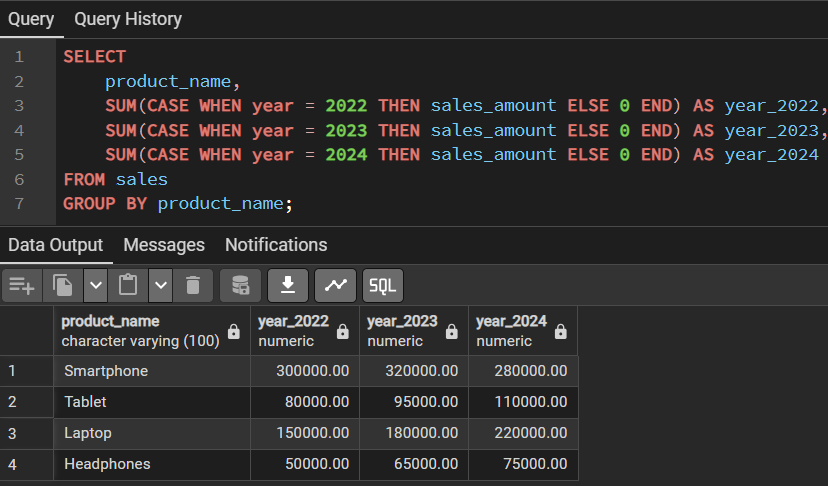 Query Query History
1 SELECT
2 product_name,
3 SUM(CASE WHEN year = 2022 THEN sales_amount ELSE 0 END) AS year_2022,
4 SUM(CASE WHEN year = 2023 THEN sales_amount ELSE 0 END) AS year_2023,
5 SUM(CASE WHEN year = 2024 THEN sales_amount ELSE 0 END) AS year_2024
6 FROM sales
7 GROUP BY product_name;
Data Output Messages Notifications
SQL
product_name year_2022 year_2023 year_2024
character varying (100) numeric numeric numeric
1 Smartphone 300000.00 320000.00 280000.00
2 Tablet 80000.00 95000.00 110000.00
3 Laptop 150000.00 180000.00 220000.00
4 Headphones 50000.00 65000.00 75000.00